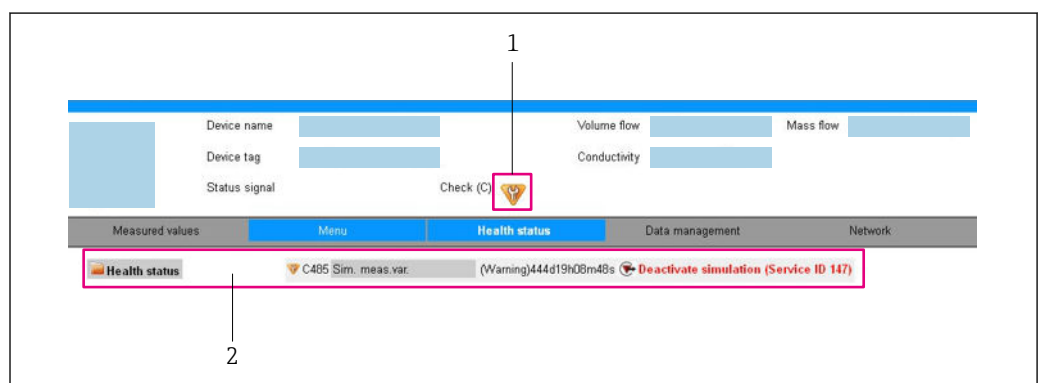 1
Device name Volume flow Mass flow
Device tag Conductivity
Status signal Check (C)
Measured values Menu Health status Data management Network
Health status C485 Sim. meas.var. (Warning)444d19h08m48s Deactivate simulation (Service ID 147)
2